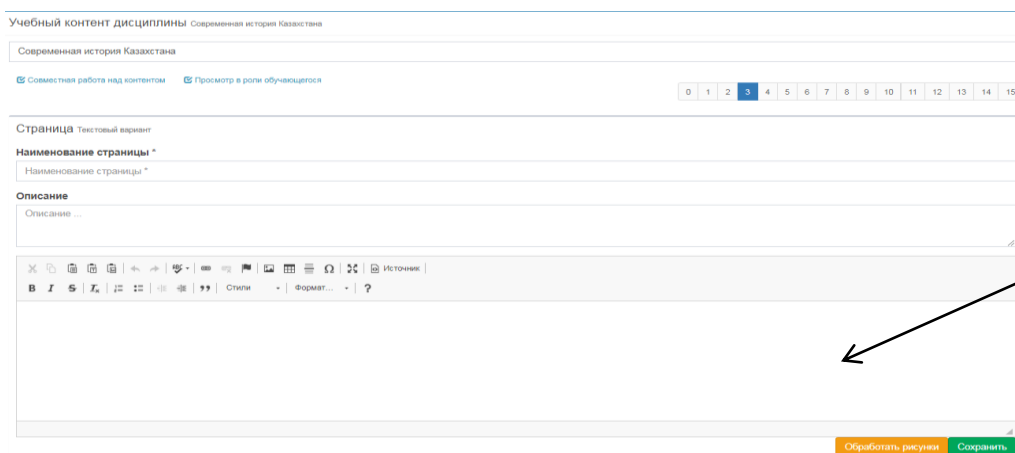 Учебный контент дисциплины Современная история Казахстана
Современная история Казахстана
Совместная работа над контентом Просмотр в роли обучающегося
0 1 2 3 4 5 6 7 8 9 10 11 12 13 14 15
Страница Текстовый вариант
Наименование страницы *
Наименование страницы *
Описание
Описание ...
Источник
Стили Формат...
Обработать рисунки Сохранить